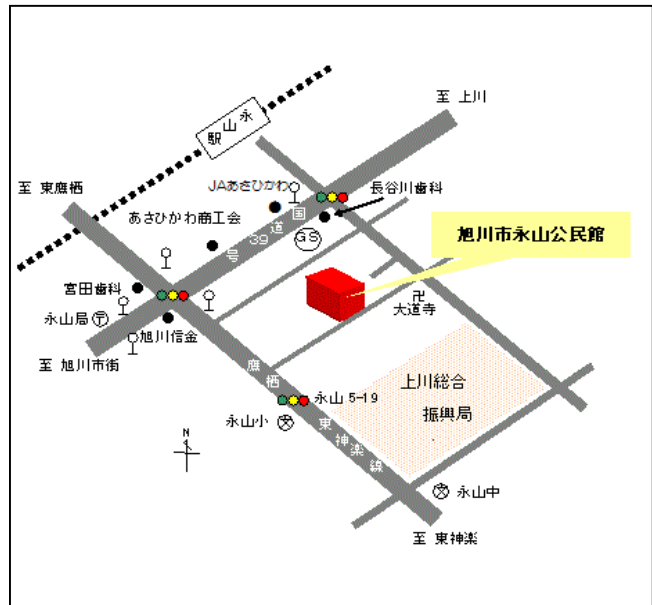 至 上川
永山駅
JAあさひかわ
長谷川歯科
至 東鷹栖
あさひかわ商工会
国道39号
GS
旭川市永山公民館
宮田歯科
卍
大道寺
永山局
〒
旭川信金
至 旭川市街
上川総合
振興局
永山 5-19
永山小
文
鷹栖東神楽線
N
文
永山中
至 東神楽